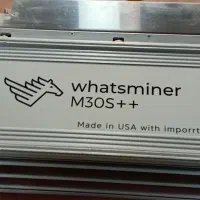 whatsminer
M30S++
Made in USA with imporrt